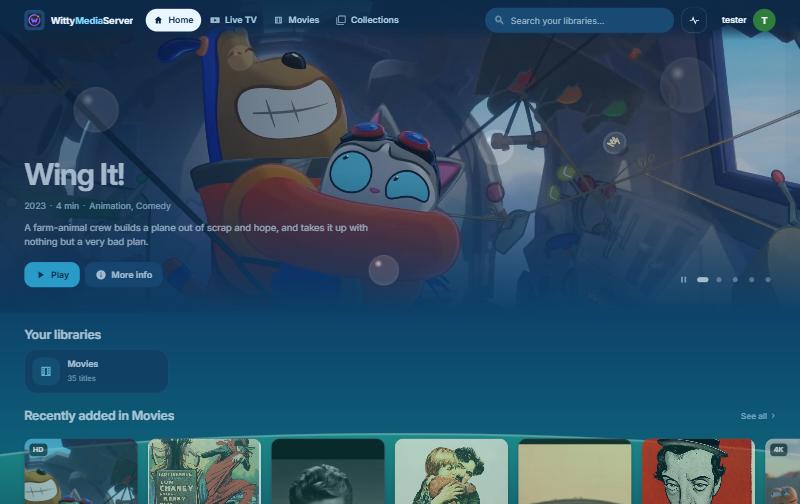 WittyMediaServer
Home
Live TV
Movies
Collections
Search your libraries...
tester
T
Wing It!
2023 · 4 min · Animation, Comedy
A farm-animal crew builds a plane out of scrap and hope, and takes it up with
nothing but a very bad plan.
Play
More info
Your libraries
Movies
35 titles
Recently added in Movies
See all
HD
LON
CHANEY
4K